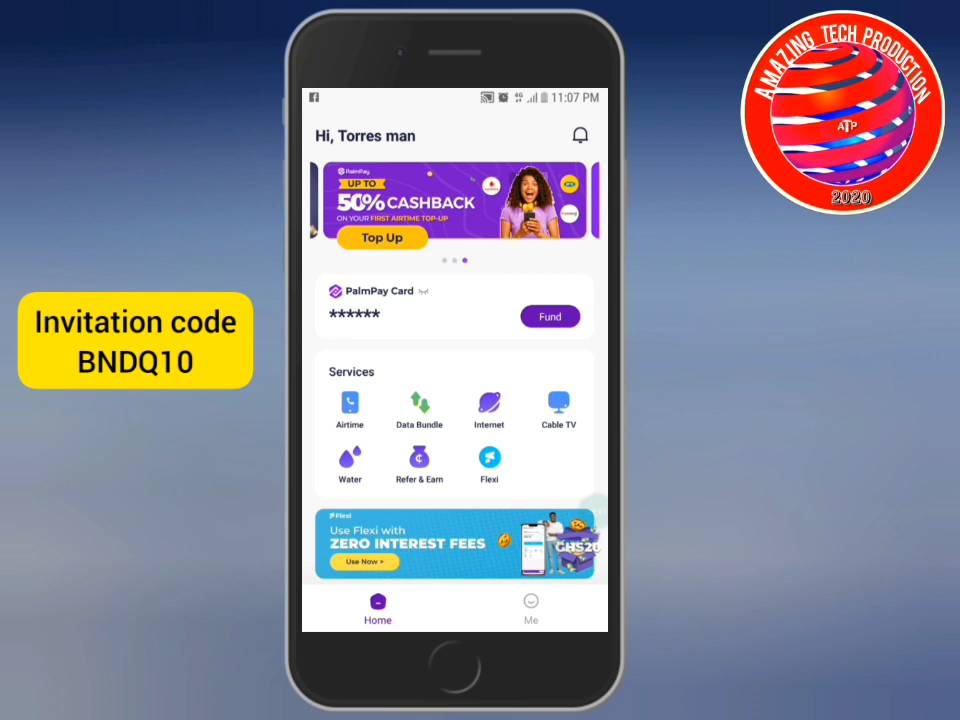 AMAZING TECH PRODUCTION
ATP
2020
Invitation code
BNDQ10
4G 11:07 PM
Hi, Torres man
PalmPay
UP TO
50% CASHBACK
ON YOUR FIRST AIRTIME TOP-UP
Top Up
PalmPay Card
******
Fund
Services
Airtime
Data Bundle
Internet
Cable TV
Water
Refer & Earn
Flexi
Flexi
Use Flexi with
ZERO INTEREST FEES
Use Now >
GHS20
Home
Me